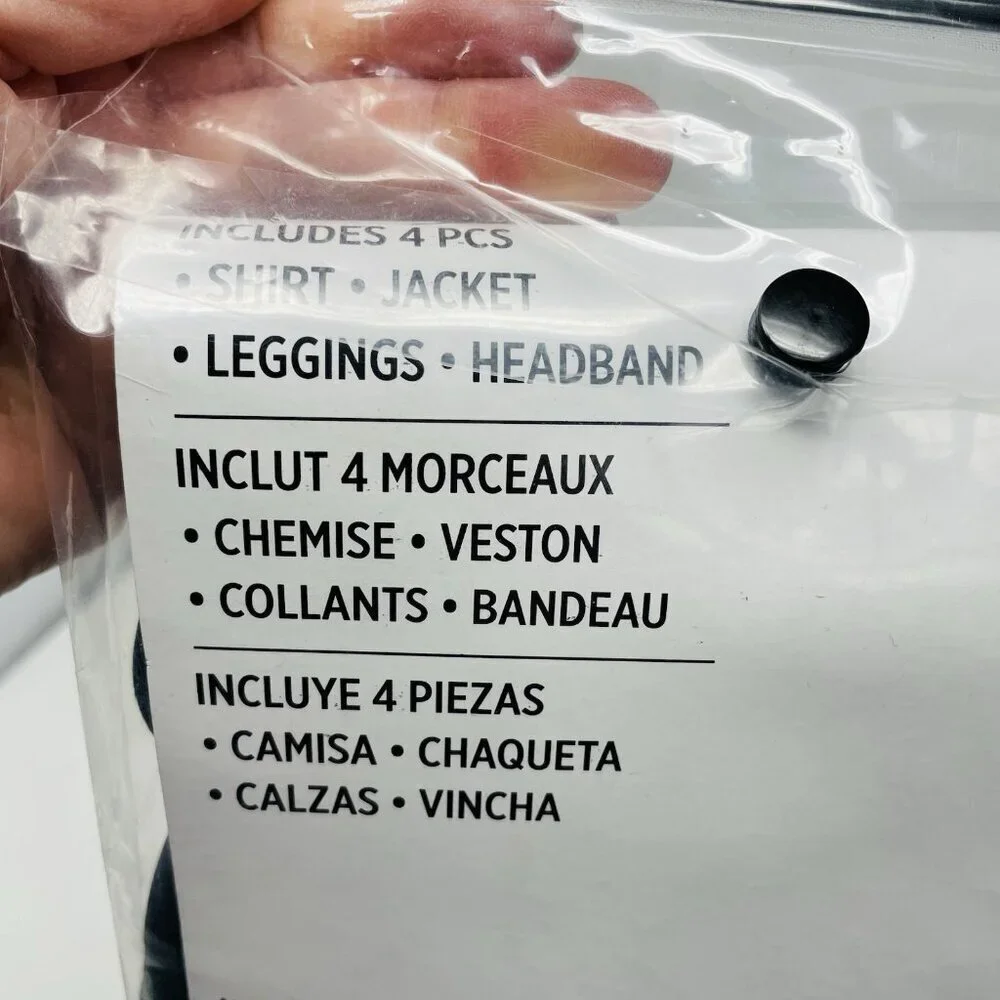 INCLUDES 4 PCS
• SHIRT • JACKET
• LEGGINGS • HEADBAND
INCLUT 4 MORCEAUX
• CHEMISE • VESTON
• COLLANTS • BANDEAU
INCLUYE 4 PIEZAS
• CAMISA • CHAQUETA
• CALZAS • VINCHA